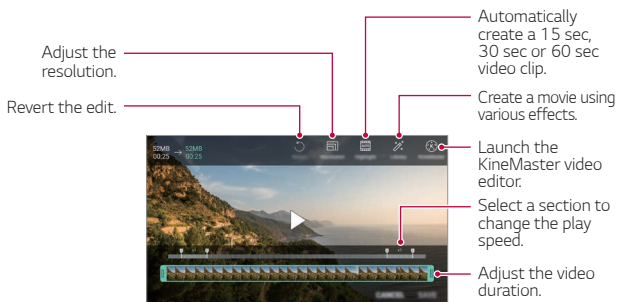 Automatically
create a 15 sec,
30 sec or 60 sec
video clip.
Adjust the
resolution.
Create a movie using
various effects.
Revert the edit.
52MB → 52MB
00:25 00:25
Launch the
KineMaster video
editor.
Select a section to
change the play
speed.
Adjust the video
duration.
CANCEL SAVE